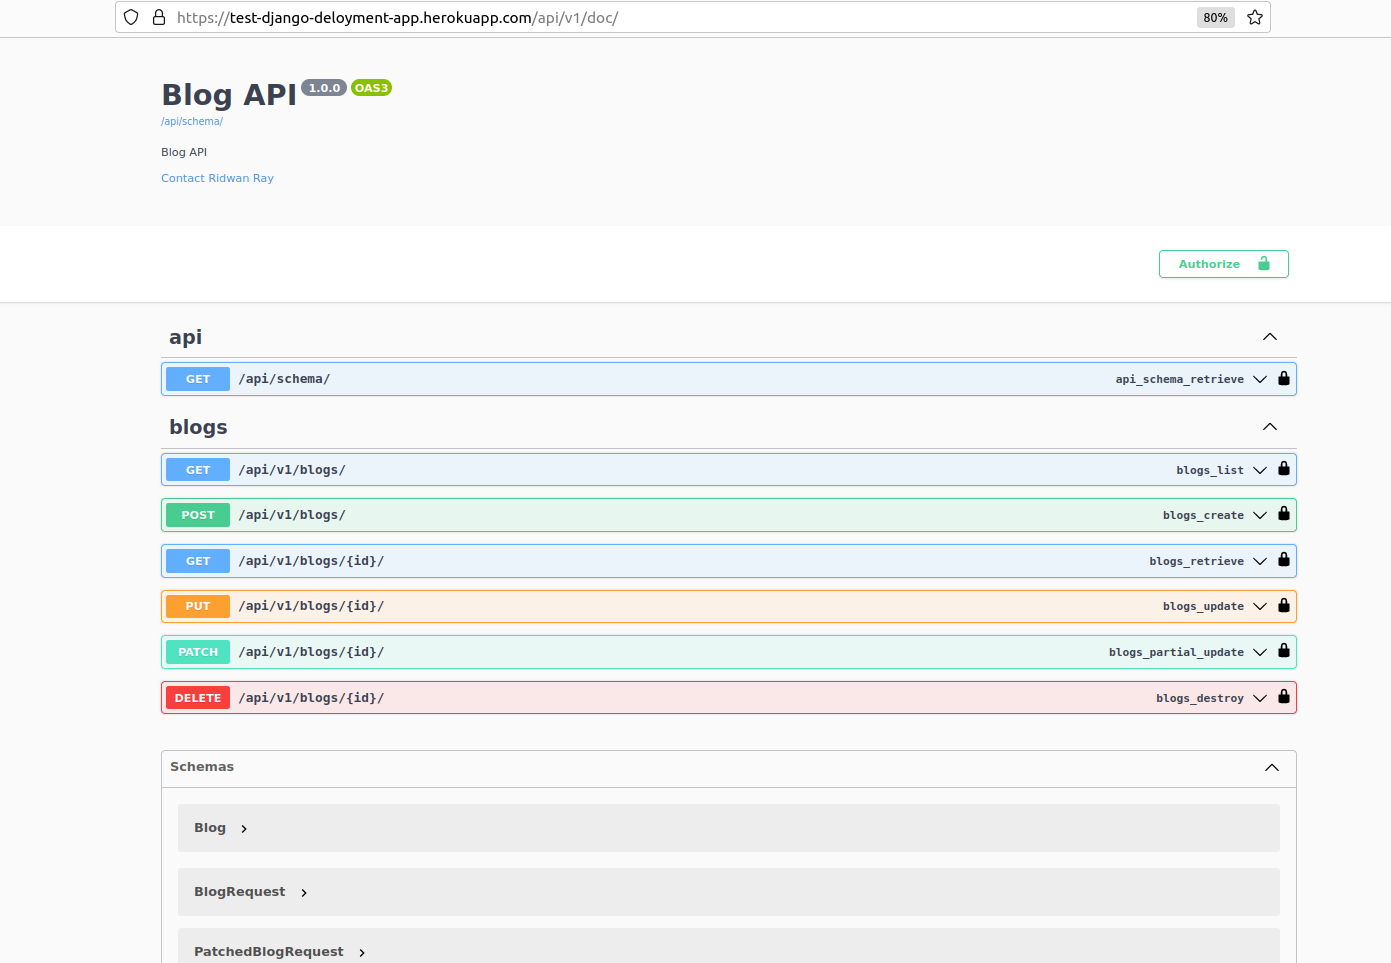 https://test-django-deloyment-app.herokuapp.com/api/v1/doc/ 80%
Blog API 1.0.0 OAS3
/api/schema/
Blog API
Contact Ridwan Ray
Authorize
api
GET /api/schema/ api_schema_retrieve
blogs
GET /api/v1/blogs/ blogs_list
POST /api/v1/blogs/ blogs_create
GET /api/v1/blogs/{id}/ blogs_retrieve
PUT /api/v1/blogs/{id}/ blogs_update
PATCH /api/v1/blogs/{id}/ blogs_partial_update
DELETE /api/v1/blogs/{id}/ blogs_destroy
Schemas
Blog
BlogRequest
PatchedBlogRequest